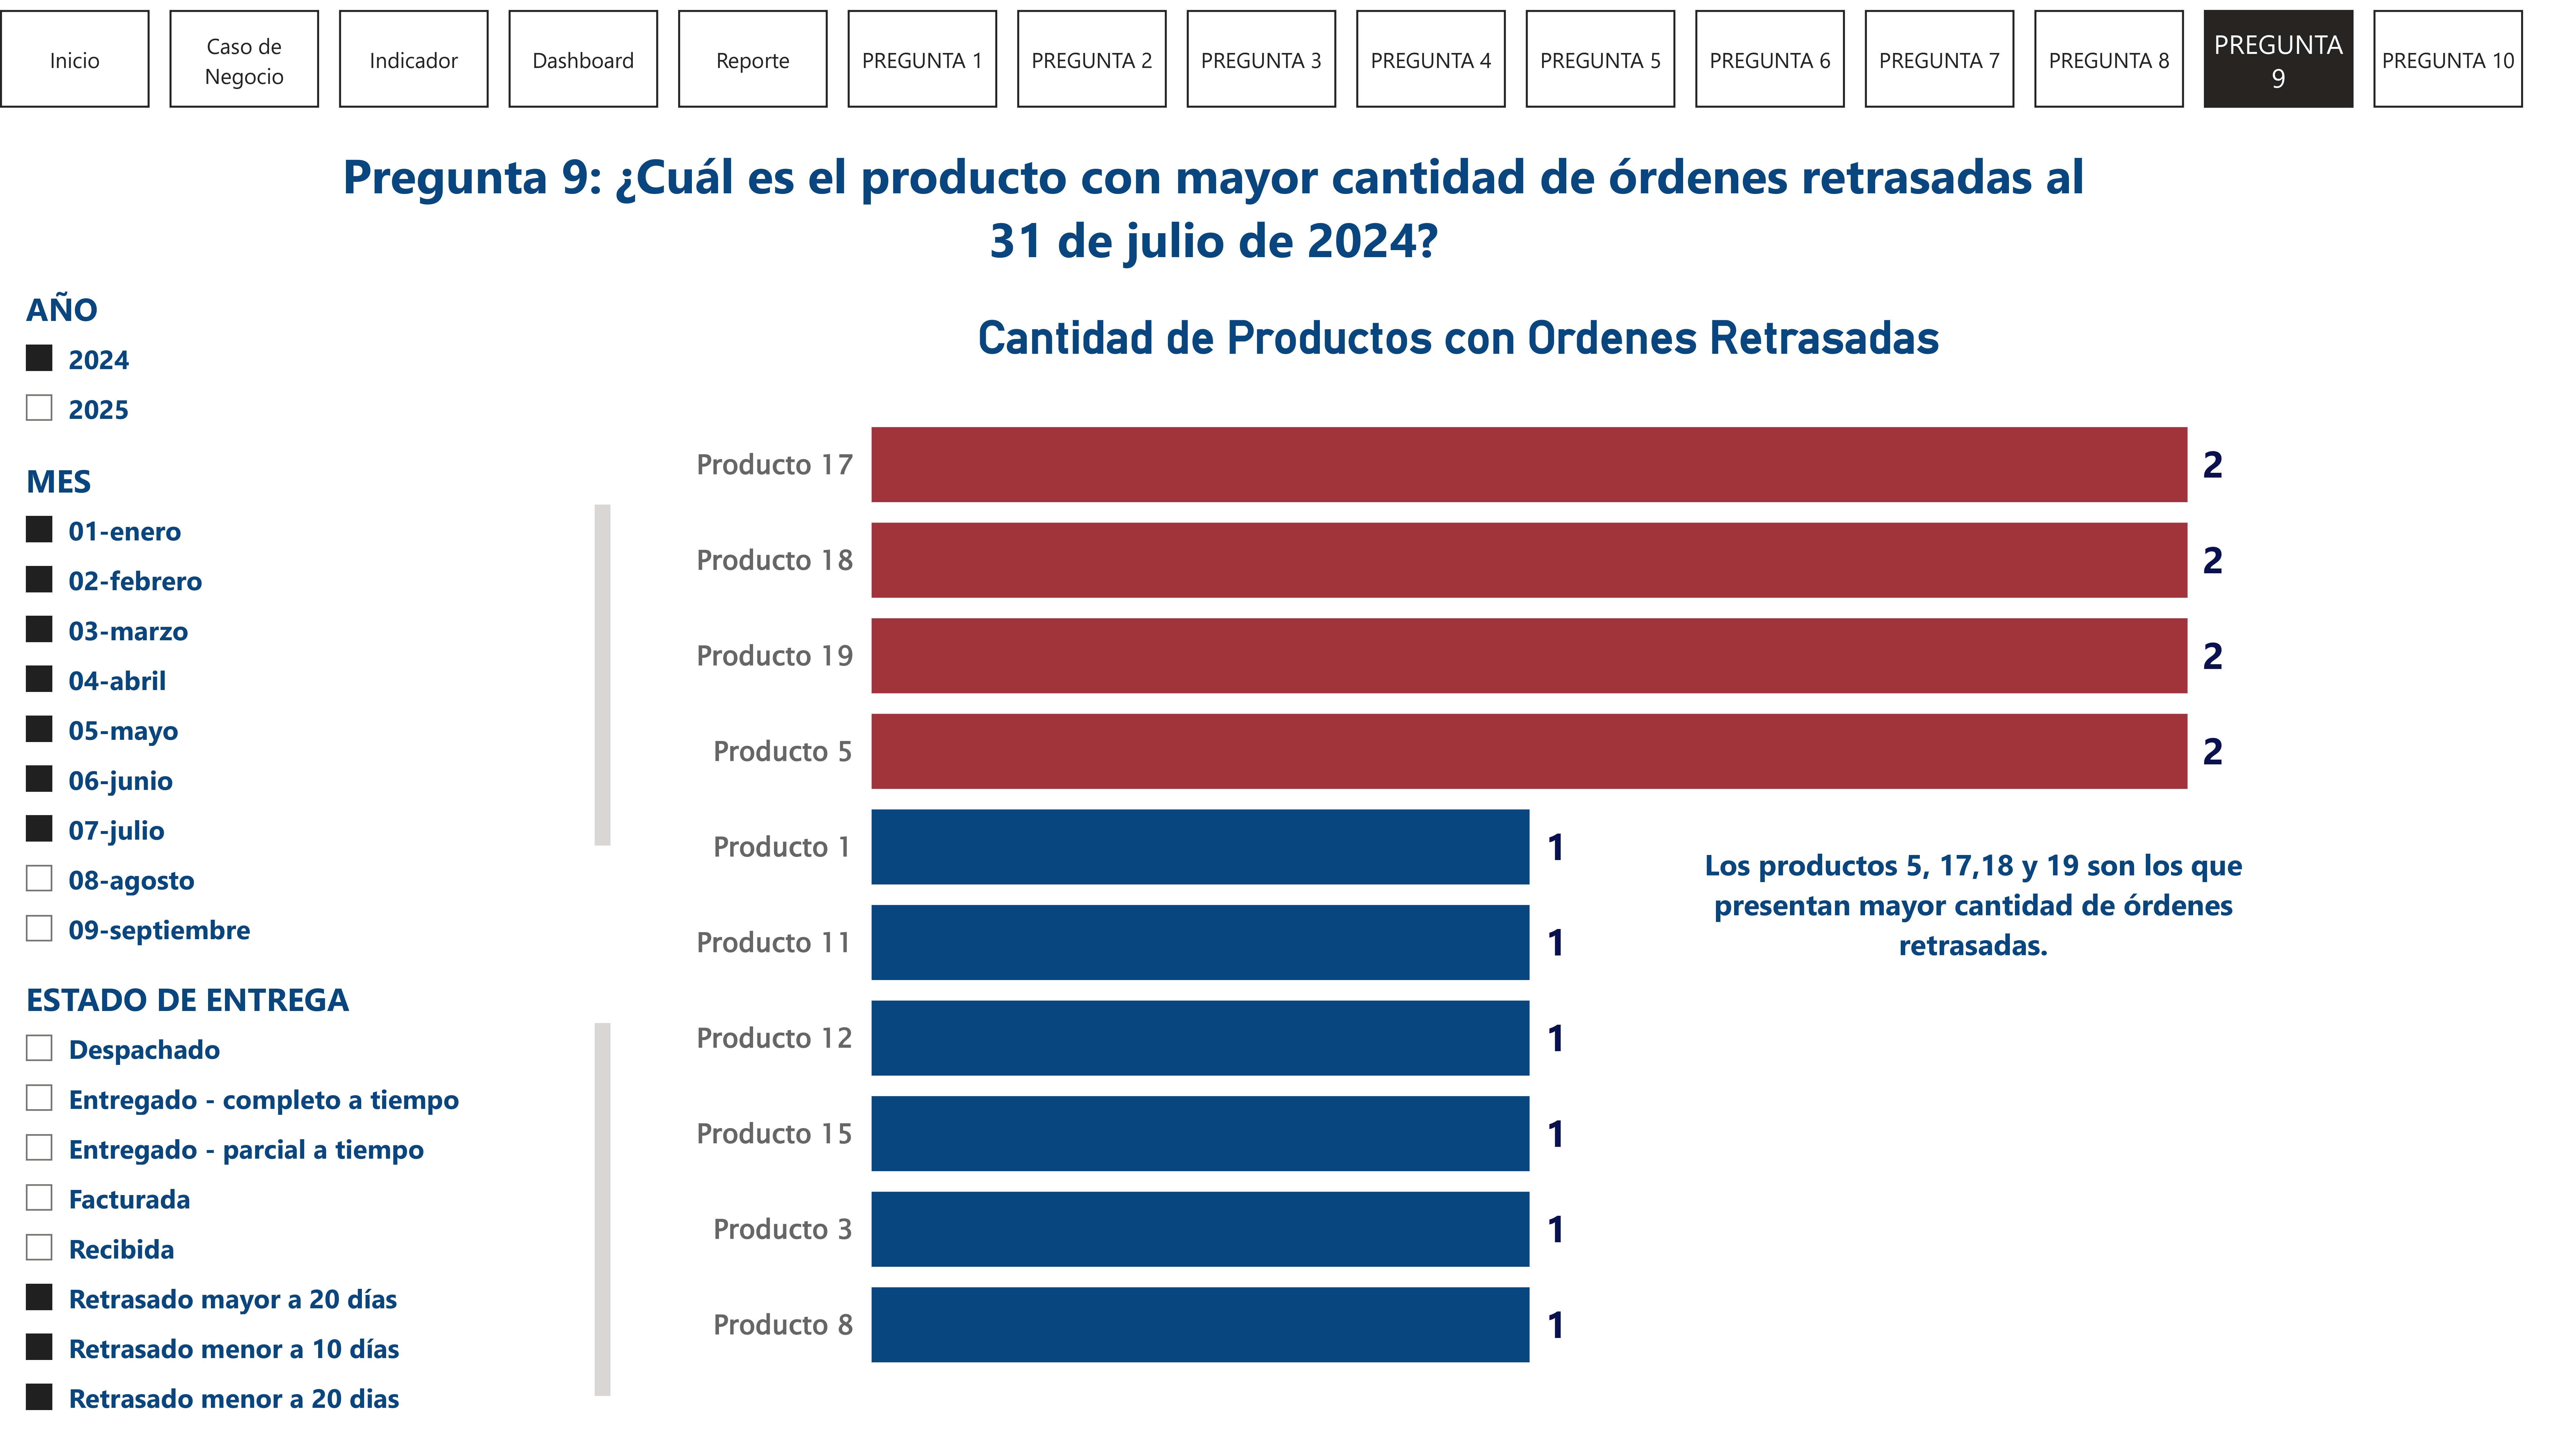 Inicio
Caso de
Negocio
Indicador
Dashboard
Reporte
PREGUNTA 1
PREGUNTA 2
PREGUNTA 3
PREGUNTA 4
PREGUNTA 5
PREGUNTA 6
PREGUNTA 7
PREGUNTA 8
PREGUNTA
9
PREGUNTA 10
Pregunta 9: ¿Cuál es el producto con mayor cantidad de órdenes retrasadas al
31 de julio de 2024?
AÑO
2024
2025
MES
01-enero
02-febrero
03-marzo
04-abril
05-mayo
06-junio
07-julio
08-agosto
09-septiembre
ESTADO DE ENTREGA
Despachado
Entregado - completo a tiempo
Entregado - parcial a tiempo
Facturada
Recibida
Retrasado mayor a 20 días
Retrasado menor a 10 días
Retrasado menor a 20 dias
Cantidad de Productos con Ordenes Retrasadas
Producto 17 2
Producto 18 2
Producto 19 2
Producto 5 2
Producto 1 1
Producto 11 1
Producto 12 1
Producto 15 1
Producto 3 1
Producto 8 1
Los productos 5, 17,18 y 19 son los que
presentan mayor cantidad de órdenes
retrasadas.